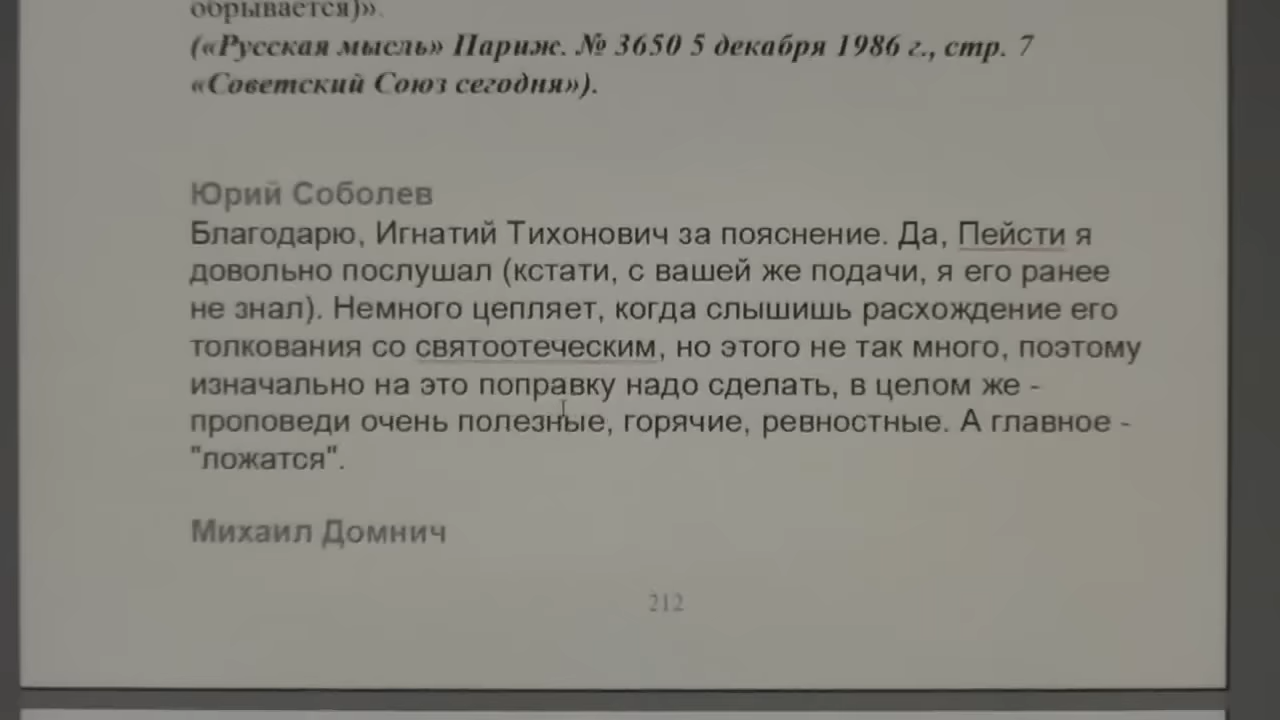 обрывается)».
(«Русская мысль» Париж. № 3650 5 декабря 1986 г., стр. 7
«Советский Союз сегодня»).
Юрий Соболев
Благодарю, Игнатий Тихонович за пояснение. Да, Пейсти я
довольно послушал (кстати, с вашей же подачи, я его ранее
не знал). Немного цепляет, когда слышишь расхождение его
толкования со святоотеческим, но этого не так много, поэтому
изначально на это поправку надо сделать, в целом же -
проповеди очень полезные, горячие, ревностные. А главное -
"ложатся".
Михаил Домнич
212